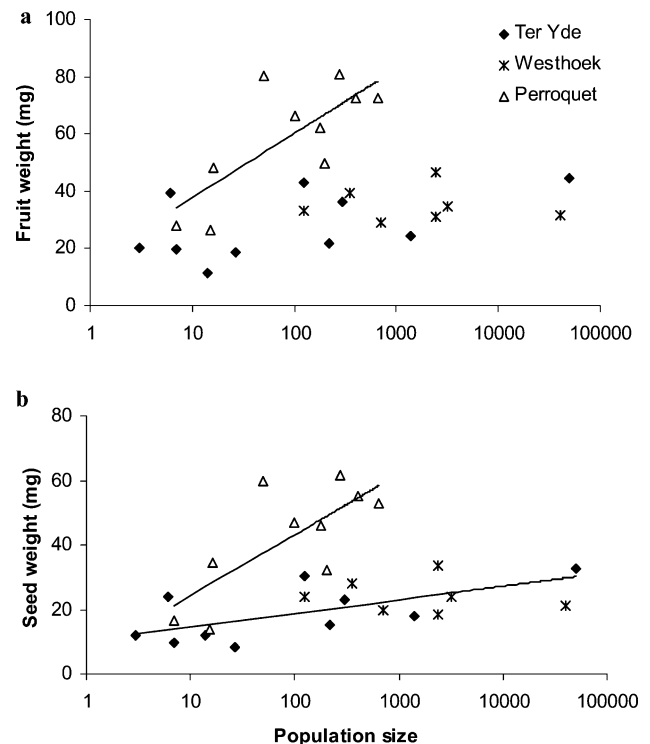 a
100
80
60
40
20
0
Fruit weight (mg)
Ter Yde
Westhoek
Perroquet
1 10 100 1000 10000 100000
b
80
60
40
20
0
Seed weight (mg)
1 10 100 1000 10000 100000
Population size